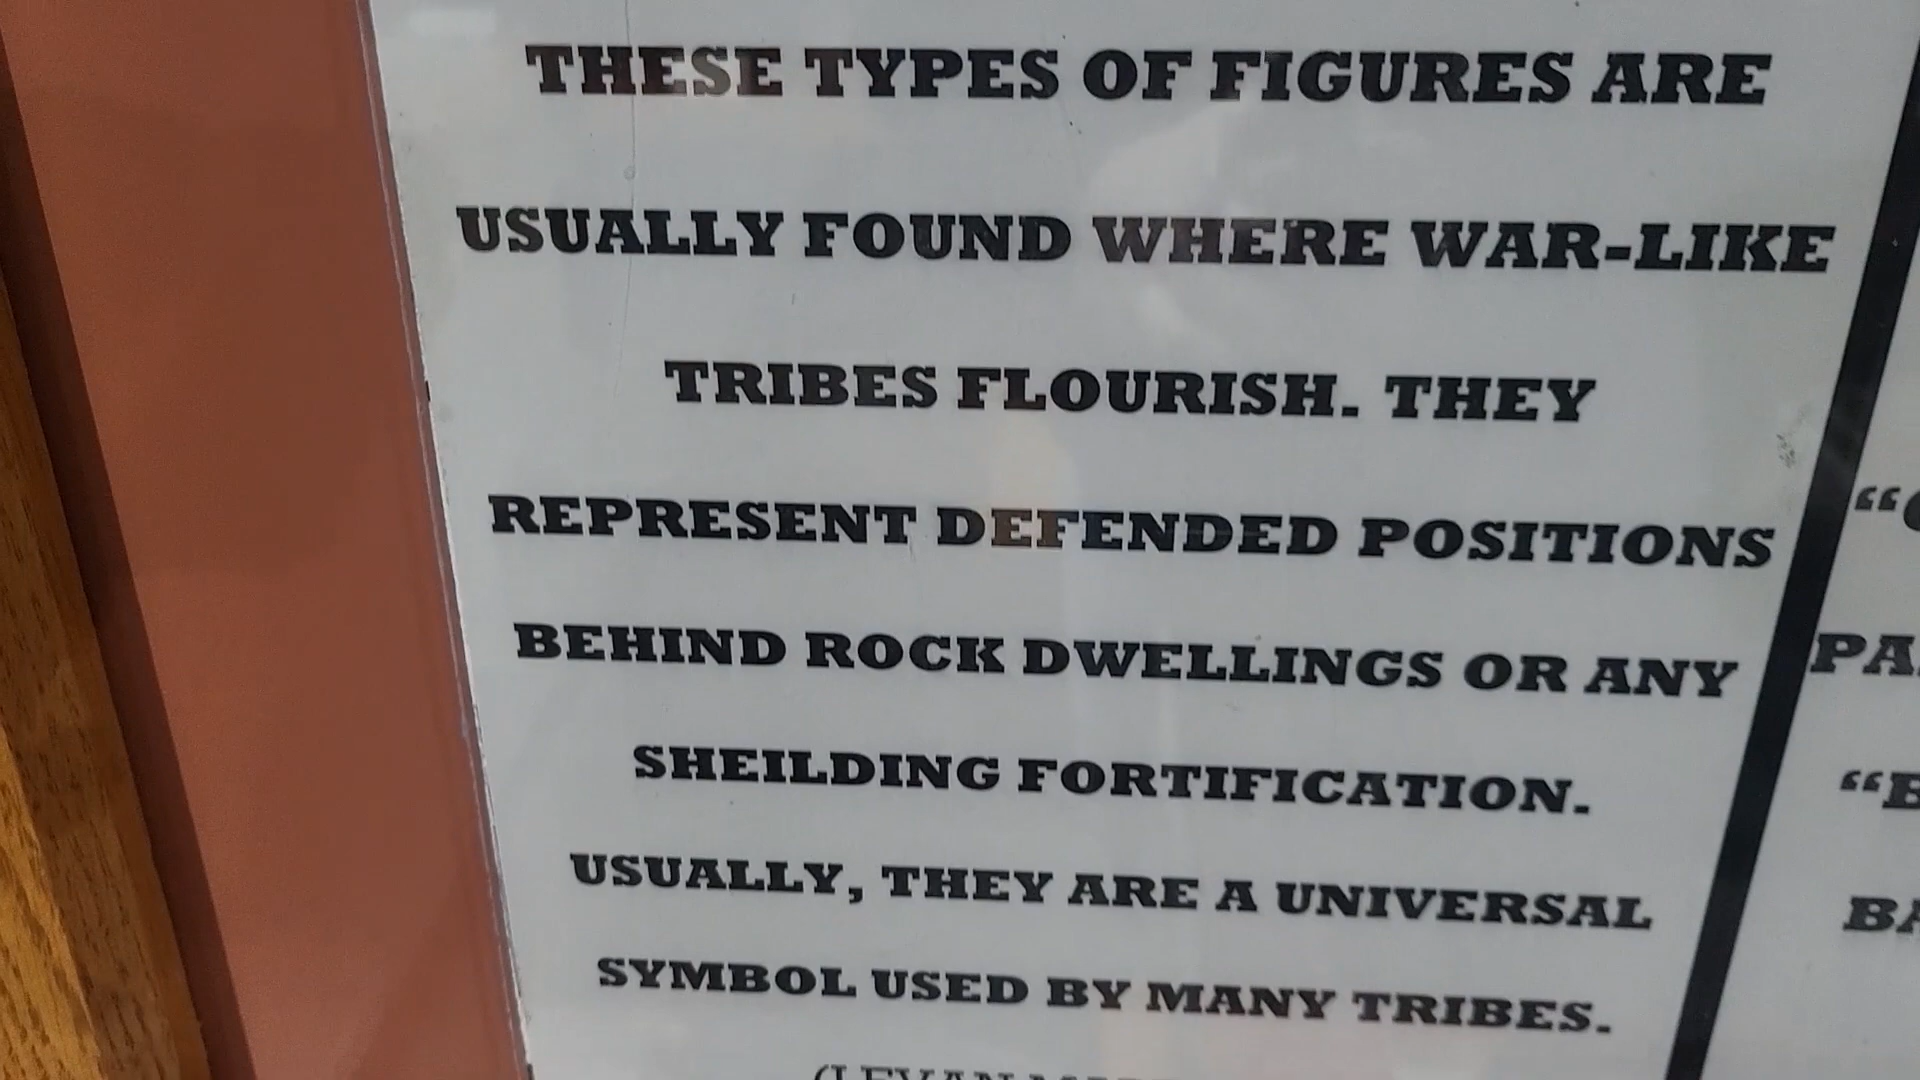 THESE TYPES OF FIGURES ARE
USUALLY FOUND WHERE WAR-LIKE
TRIBES FLOURISH. THEY
REPRESENT DEFENDED POSITIONS
BEHIND ROCK DWELLINGS OR ANY
SHEILDING FORTIFICATION.
USUALLY, THEY ARE A UNIVERSAL
SYMBOL USED BY MANY TRIBES.